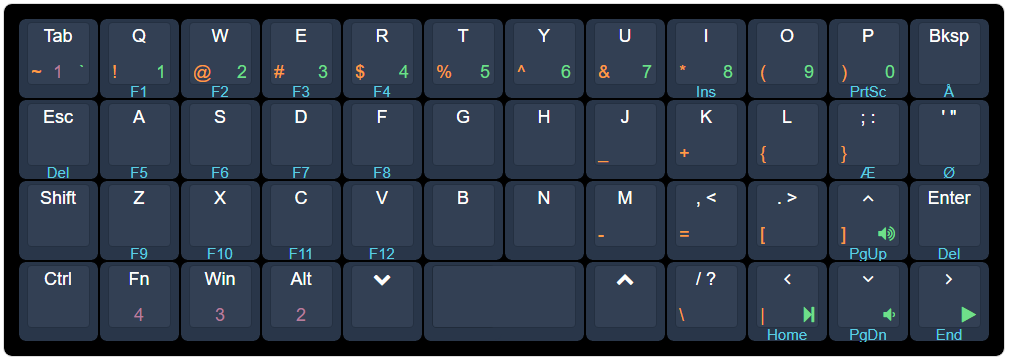 Tab Q W E R T Y U I O P Bksp
~ 1 ` ! 1 @ 2 # 3 $ 4 % 5 ^ 6 & 7 * 8 ( 9 ) 0
F1 F2 F3 F4 Ins PrtSc Å
Esc A S D F G H J K L ; : ' "
_ + { }
Del F5 F6 F7 F8 Æ Ø
Shift Z X C V B N M , < . > Enter
- = [ ]
F9 F10 F11 F12 PgUp Del
Ctrl Fn Win Alt / ?
4 3 2 \ |
Home PgDn End